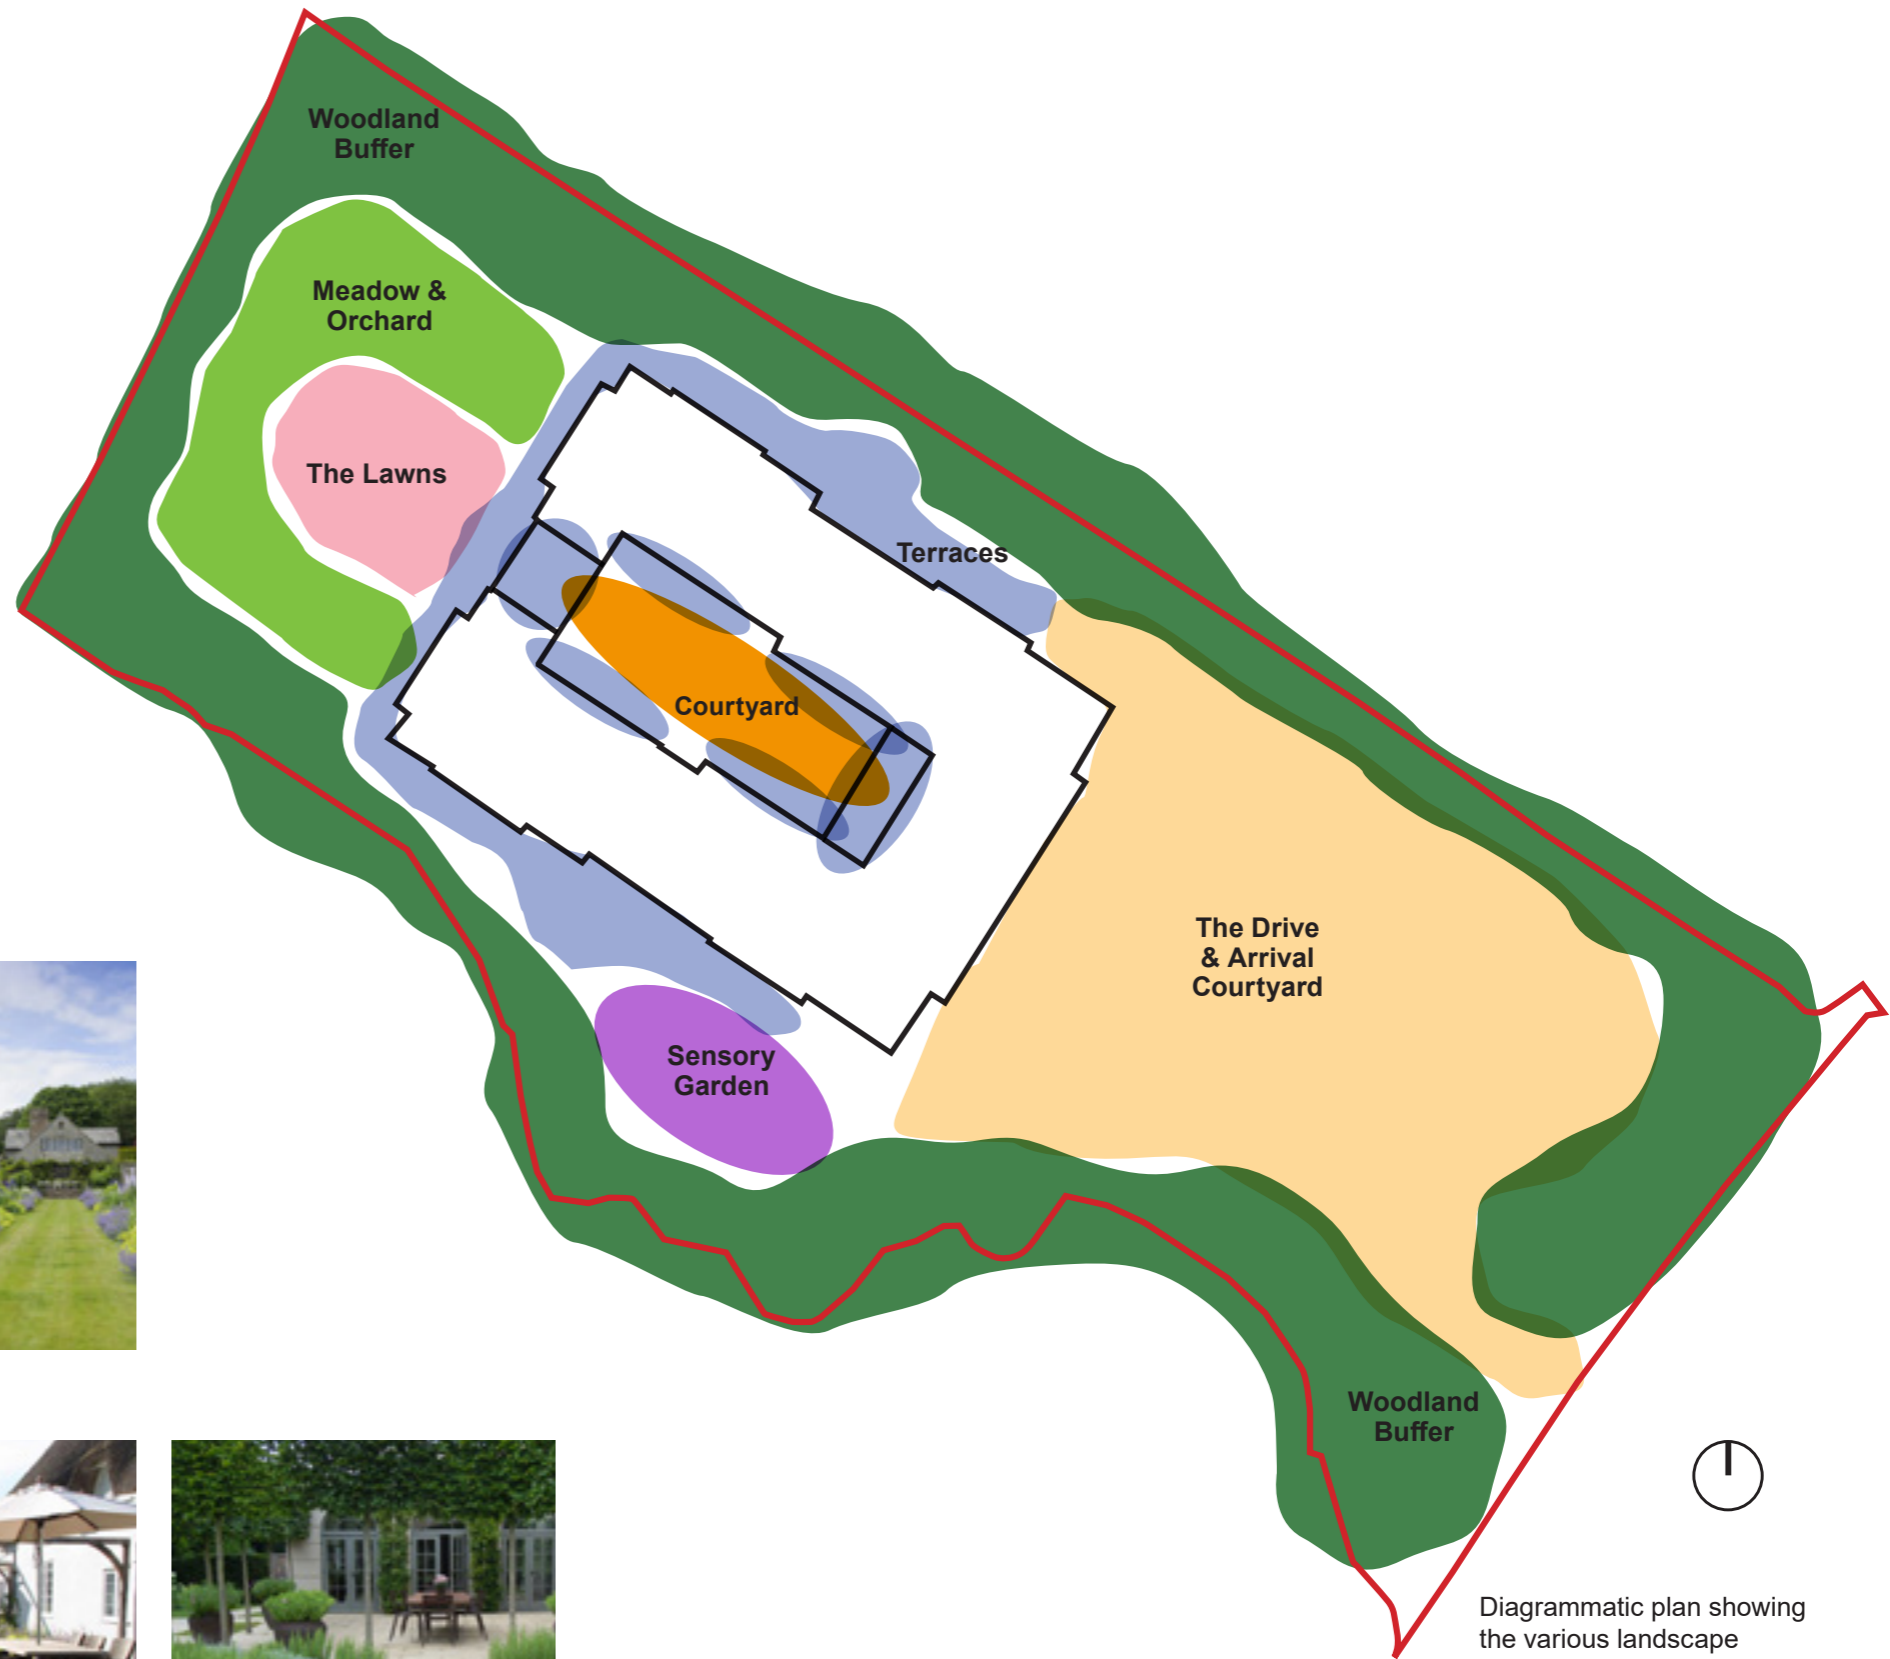 Woodland
Buffer
Meadow &
Orchard
The Lawns
Terraces
Courtyard
The Drive
& Arrival
Courtyard
Sensory
Garden
Woodland
Buffer
Diagrammatic plan showing
the various landscape